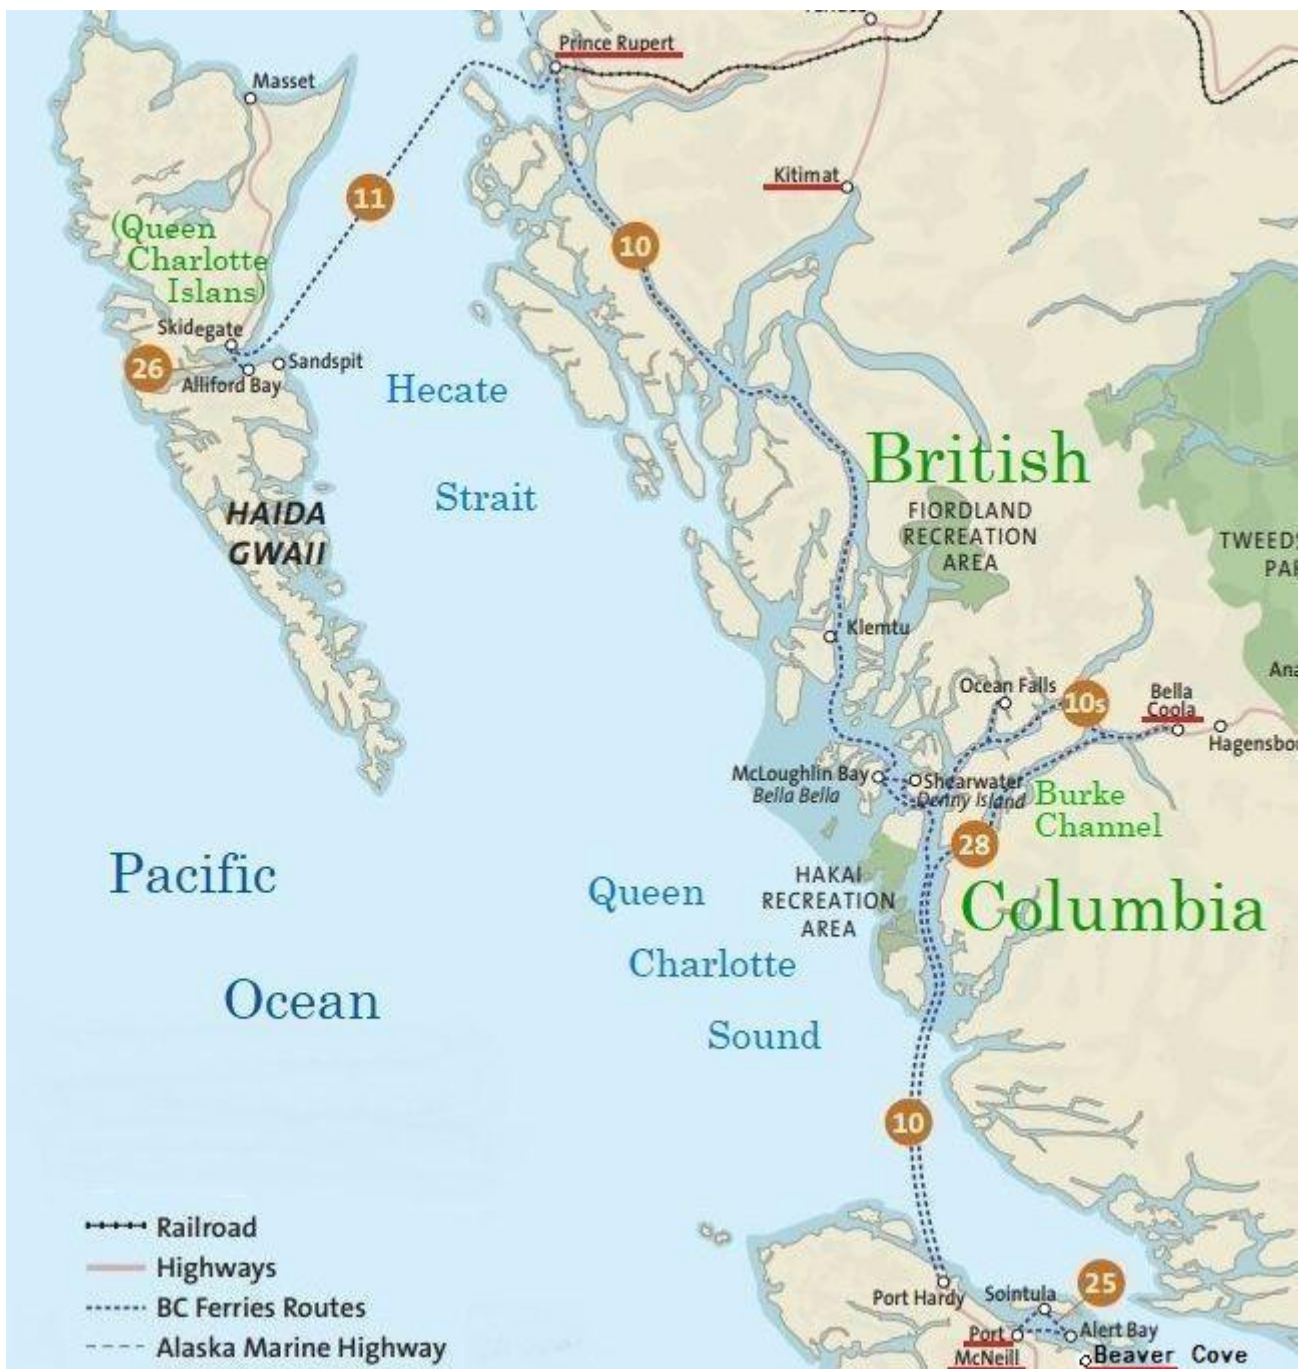 Prince Rupert
Masset
11
Kitimat
10
(Queen
Charlotte
Islans)
Skidegate
26
Sandspit
Alliford Bay
Hecate
Strait
British
HAIDA
GWAII
FIORDLAND
RECREATION
AREA
TWEEDS
PAR
Klemtu
Ocean Falls
10s
Bella
Coola
Ana
Hagensbo
McLoughlin Bay
Bella Bella
Shearwater
Denny Island
Burke
Channel
28
Pacific
Ocean
Queen
Charlotte
Sound
HAKAI
RECREATION
AREA
Columbia
10
Railroad
Highways
BC Ferries Routes
Alaska Marine Highway
Port Hardy
Sointula
25
Port
McNeill
Alert Bay
Beaver Cove